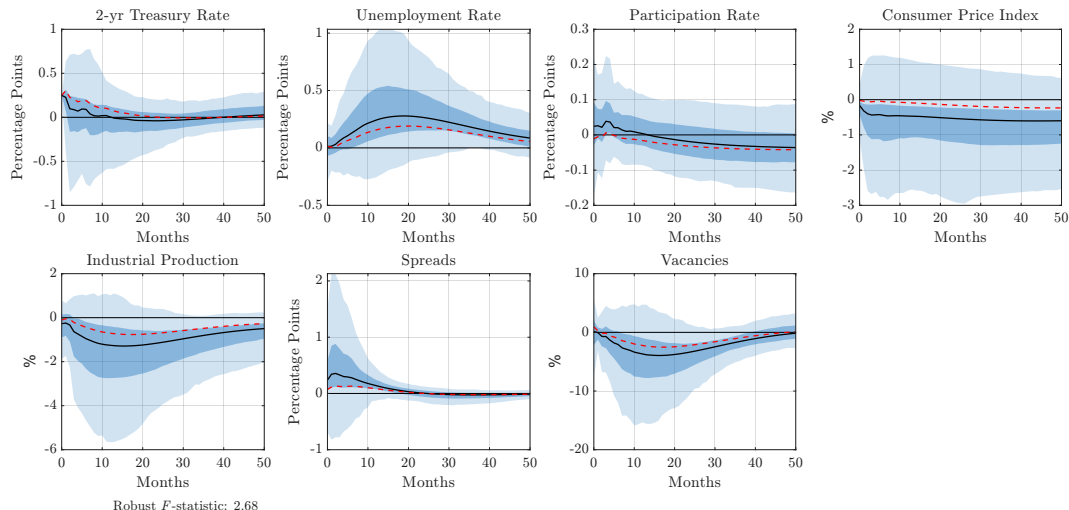 2-yr Treasury Rate
Percentage Points
1
0.5
0
-0.5
-1
0 10 20 30 40 50
Months
Unemployment Rate
Percentage Points
1
0.5
0
-0.5
0 10 20 30 40 50
Months
Participation Rate
Percentage Points
0.3
0.2
0.1
0
-0.1
-0.2
0 10 20 30 40 50
Months
Consumer Price Index
%
2
1
0
-1
-2
-3
0 10 20 30 40 50
Months
Industrial Production
%
2
0
-2
-4
-6
0 10 20 30 40 50
Months
Spreads
Percentage Points
2
1
0
-1
0 10 20 30 40 50
Months
Vacancies
%
10
0
-10
-20
0 10 20 30 40 50
Months
Robust F-statistic: 2.68